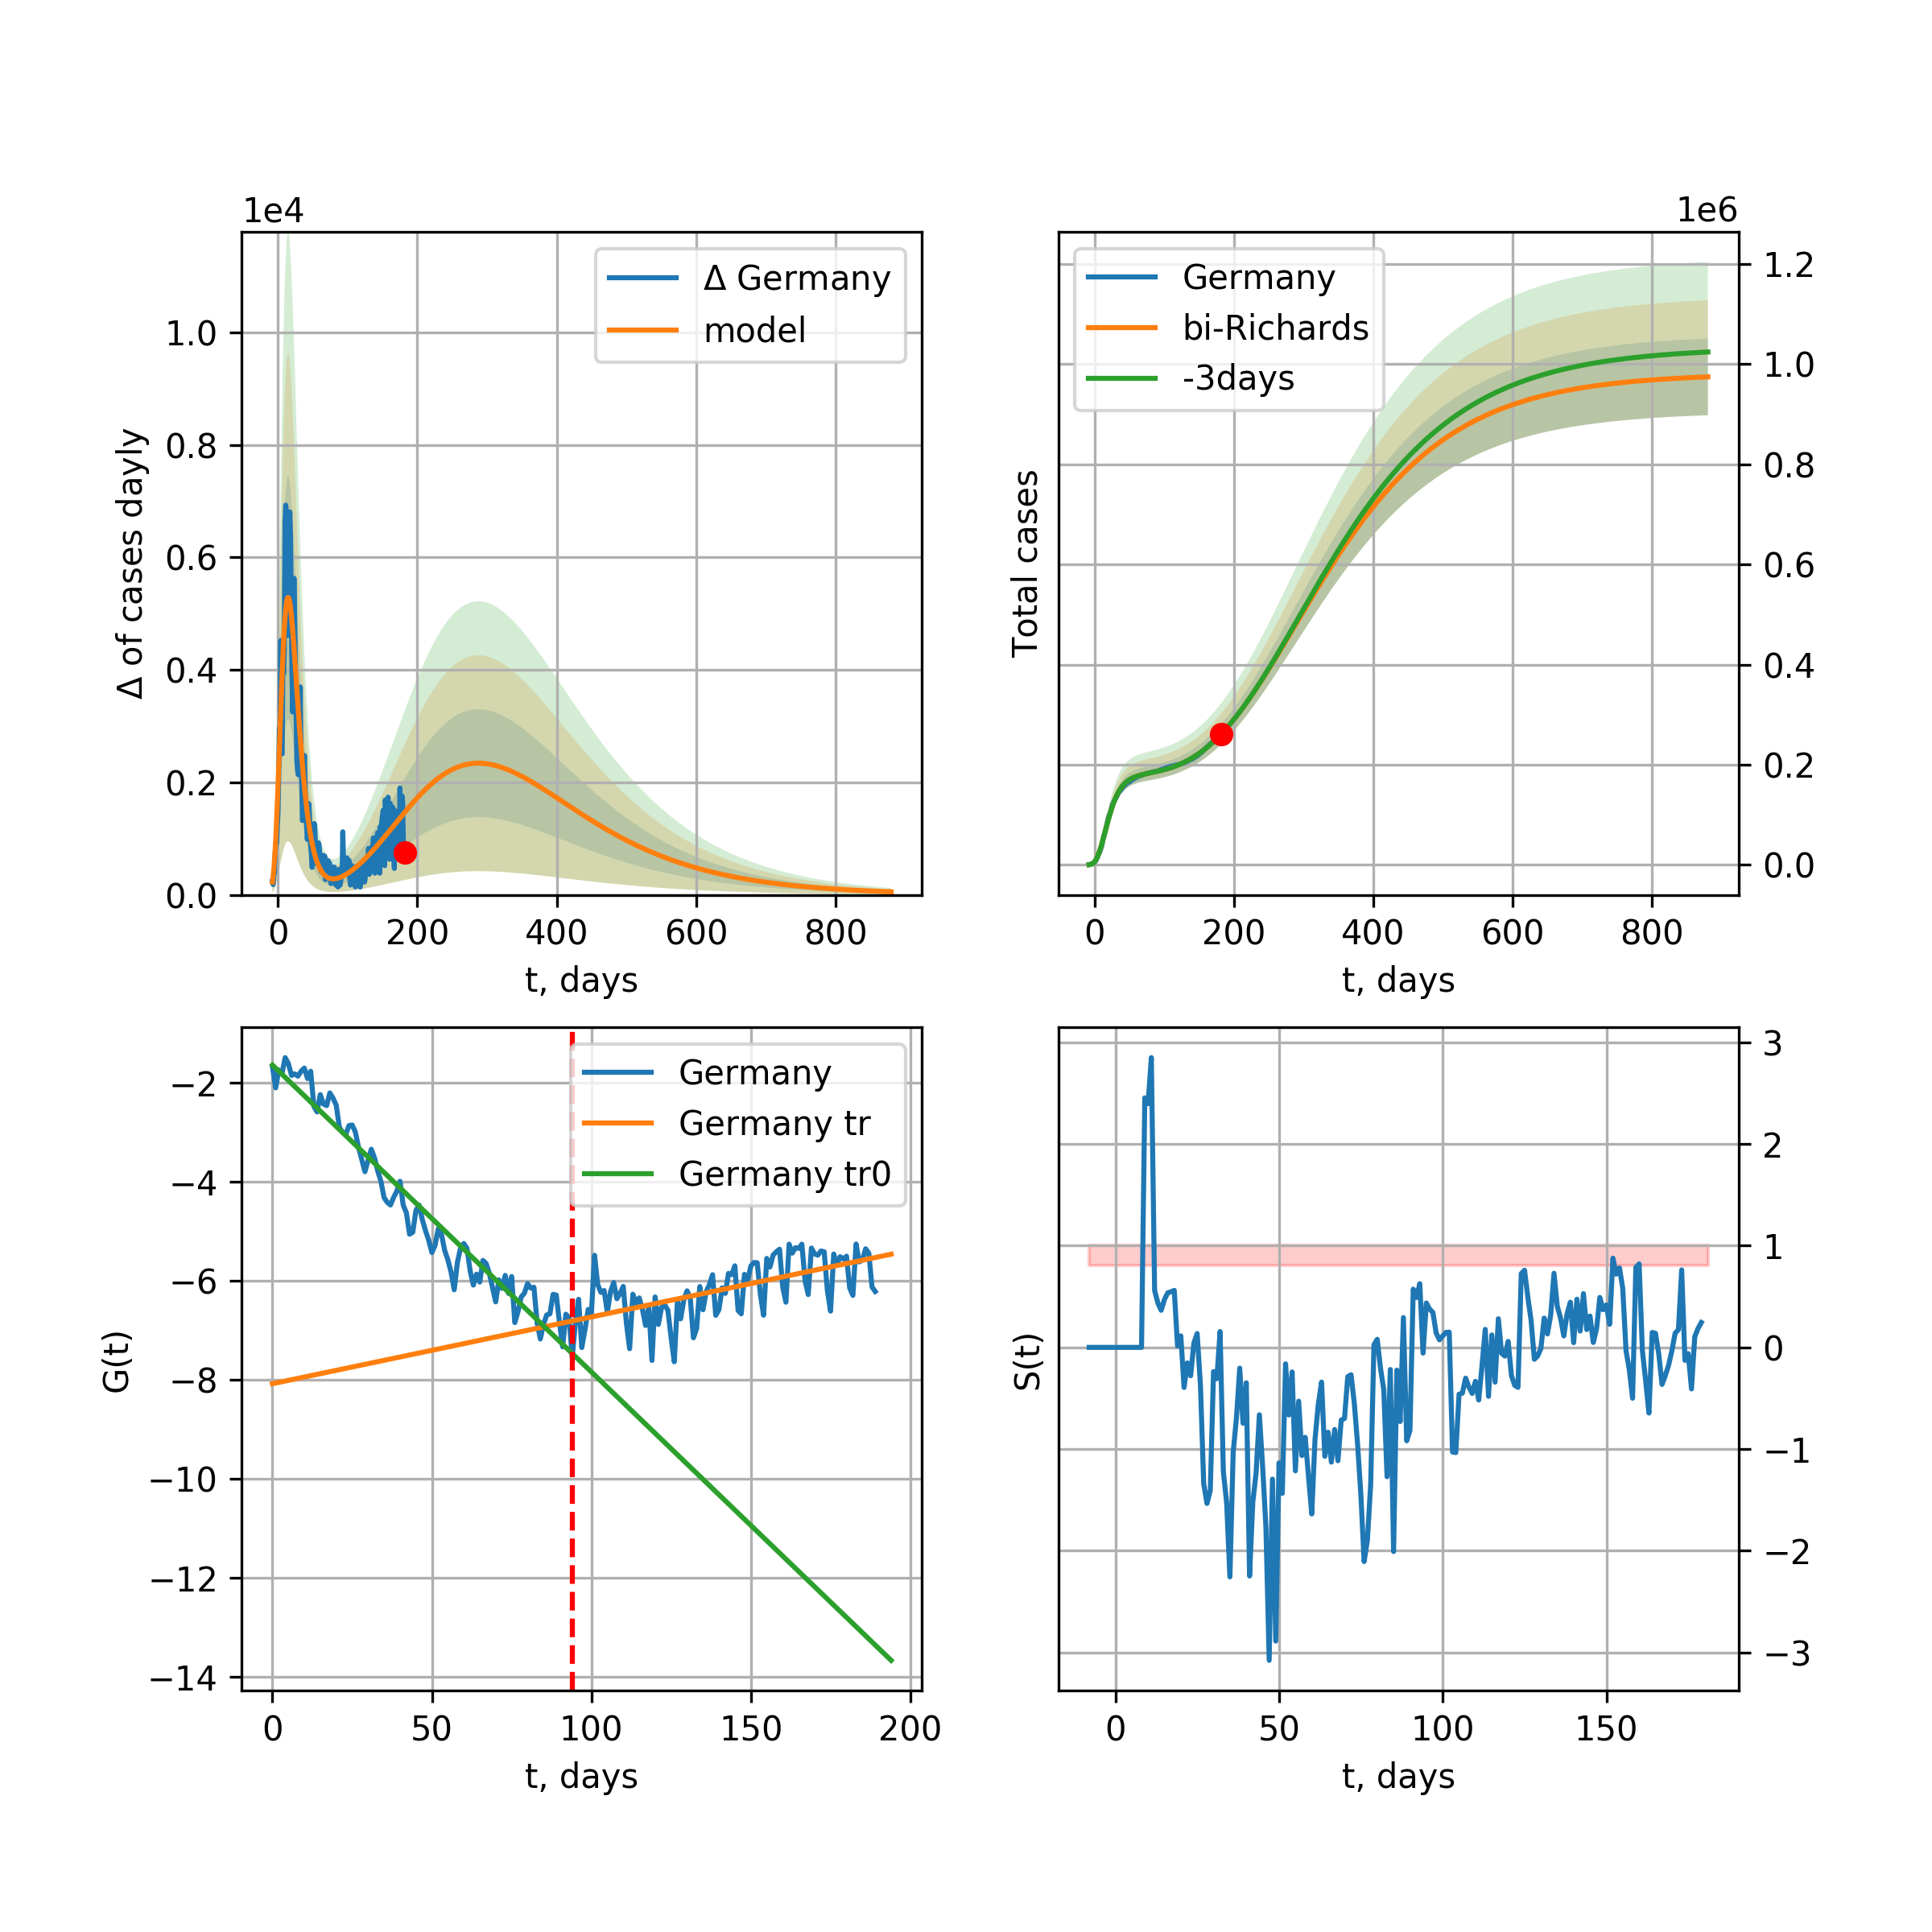 1e4
Δ Germany
model
1.0
0.8
0.6
0.4
0.2
0.0
Δ of cases dayly
0 200 400 600 800
t, days
1e6
Germany
bi-Richards
-3days
1.2
1.0
0.8
0.6
0.4
0.2
0.0
Total cases
0 200 400 600 800
t, days
Germany
Germany tr
Germany tr0
−2
−4
−6
−8
−10
−12
−14
G(t)
0 50 100 150 200
t, days
3
2
1
0
−1
−2
−3
S(t)
0 50 100 150
t, days